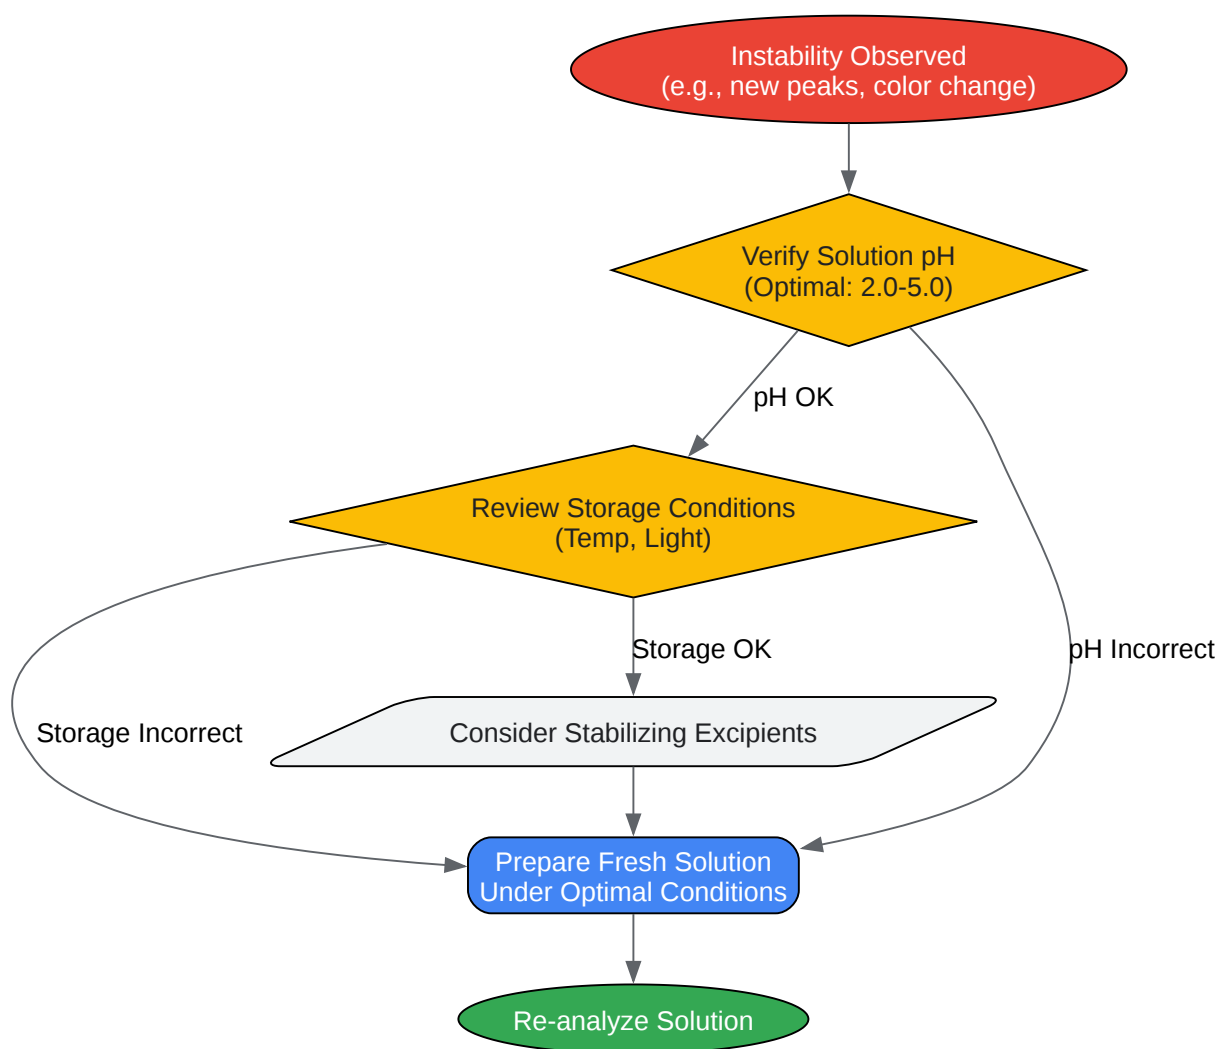 Instability Observed
(e.g., new peaks, color change)
Verify Solution pH
(Optimal: 2.0-5.0)
pH OK
Review Storage Conditions
(Temp, Light)
Storage OK
pH Incorrect
Storage Incorrect
Consider Stabilizing Excipients
Prepare Fresh Solution
Under Optimal Conditions
Re-analyze Solution